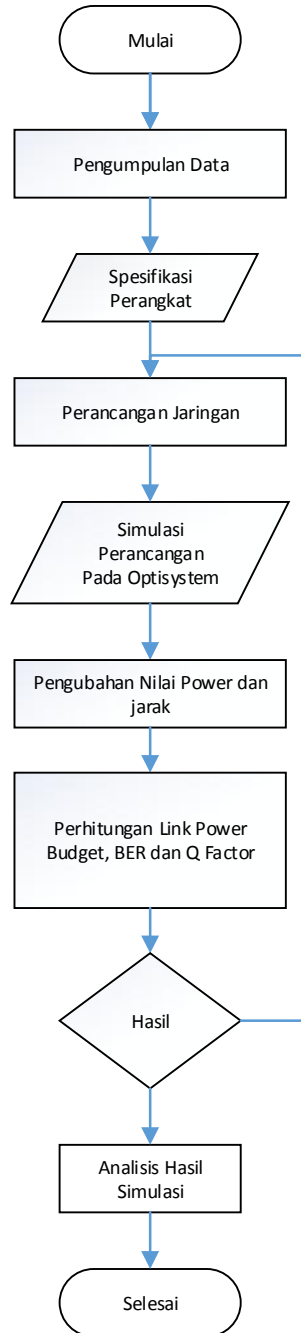 Mulai
Pengumpulan Data
Spesifikasi
Perangkat
Perancangan Jaringan
Simulasi
Perancangan
Pada Optisystem
Pengubahan Nilai Power dan
jarak
Perhitungan Link Power
Budget, BER dan Q Factor
Hasil
Analisis Hasil
Simulasi
Selesai